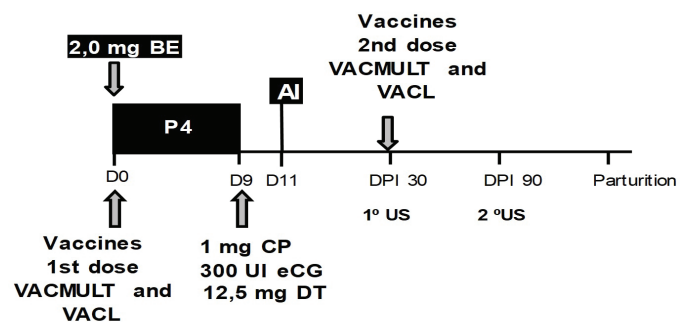 Vaccines
2nd dose
VACMULT and
VACL
2,0 mg BE
AI
P4
D0
D9
D11
DPI 30
DPI 90
Parturition
1º US
2 ºUS
Vaccines
1st dose
VACMULT and
VACL
1 mg CP
300 UI eCG
12,5 mg DT